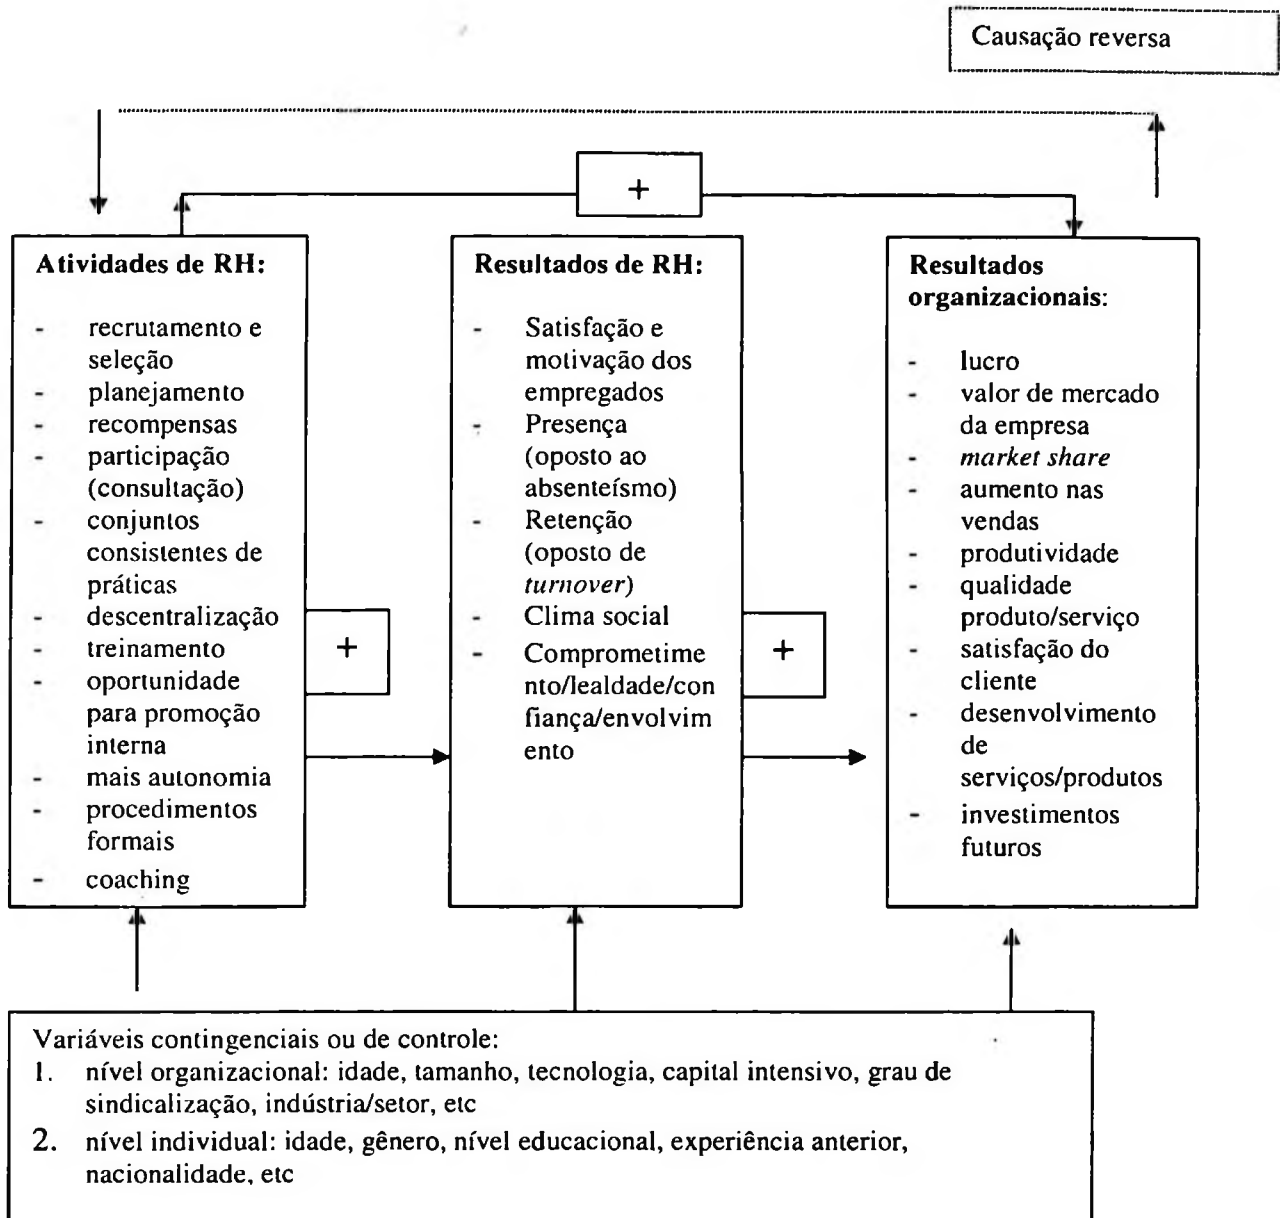 Causação reversa
+
Atividades de RH:
- recrutamento e
seleção
- planejamento
- recompensas
- participação
(consultação)
- conjuntos
consistentes de
práticas
- descentralização
- treinamento
- oportunidade
para promoção
interna
- mais autonomia
- procedimentos
formais
- coaching
+
Resultados de RH:
- Satisfação e
motivação dos
empregados
- Presença
(oposto ao
absenteísmo)
- Retenção
(oposto de
turnover)
- Clima social
- Comprometime
nto/lealdade/con
fiança/envolvim
ento
+
Resultados
organizacionais:
- lucro
- valor de mercado
da empresa
- market share
- aumento nas
vendas
- produtividade
- qualidade
produto/serviço
- satisfação do
cliente
- desenvolvimento
de
serviços/produtos
- investimentos
futuros
Variáveis contingenciais ou de controle:
1. nível organizacional: idade, tamanho, tecnologia, capital intensivo, grau de
sindicalização, indústria/setor, etc
2. nível individual: idade, gênero, nível educacional, experiência anterior,
nacionalidade, etc